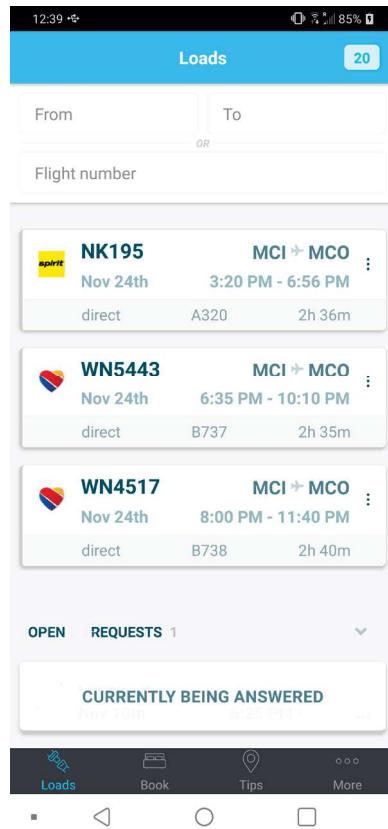 12:39
85%
Loads
20
From
To
OR
Flight number
spirit
NK195
MCI MCO
Nov 24th
3:20 PM - 6:56 PM
direct
A320
2h 36m
WN5443
MCI MCO
Nov 24th
6:35 PM - 10:10 PM
direct
B737
2h 35m
WN4517
MCI MCO
Nov 24th
8:00 PM - 11:40 PM
direct
B738
2h 40m
OPEN REQUESTS 1
CURRENTLY BEING ANSWERED
Loads
Book
Tips
More